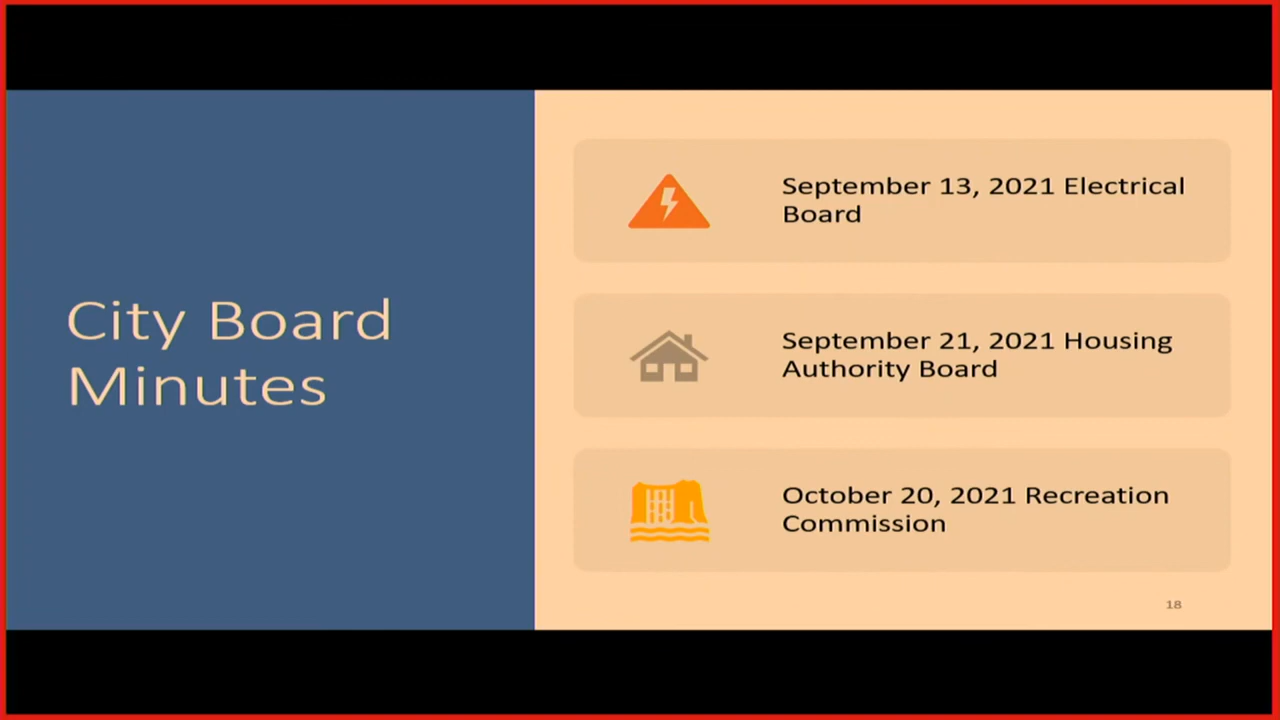 City Board
Minutes
September 13, 2021 Electrical
Board
September 21, 2021 Housing
Authority Board
October 20, 2021 Recreation
Commission
18